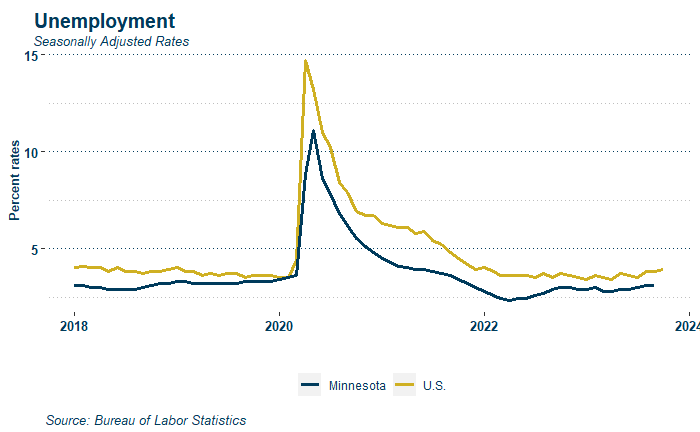 Unemployment
Seasonally Adjusted Rates
15
10
5
Percent rates
2018 2020 2022 2024
Minnesota U.S.
Source: Bureau of Labor Statistics